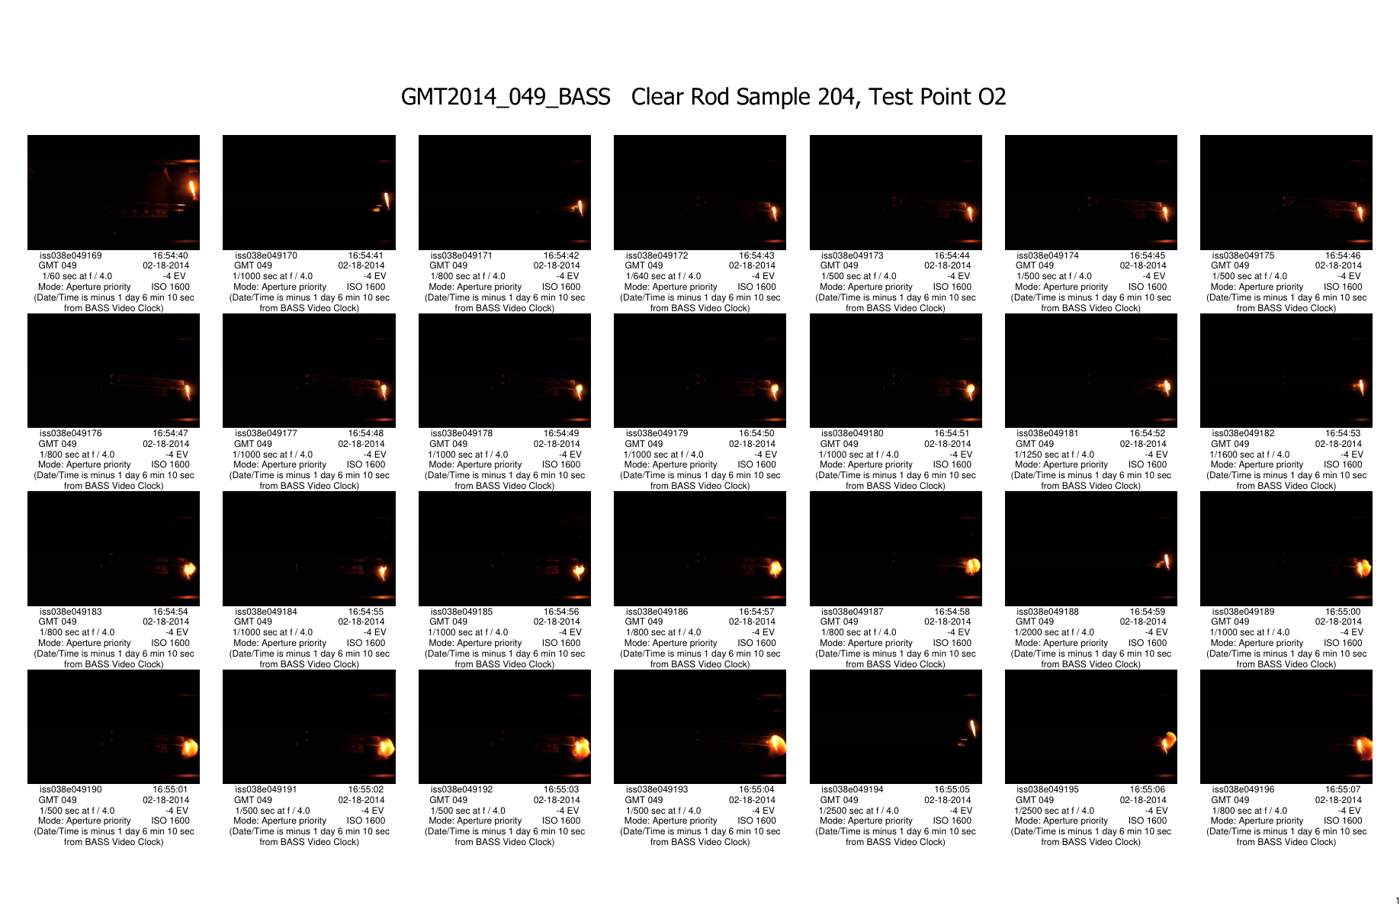 GMT2014_049_BASS Clear Rod Sample 204, Test Point O2
iss038e049169 16:54:40
GMT 049 02-18-2014
1/60 sec at f / 4.0 -4 EV
Mode: Aperture priority ISO 1600
(Date/Time is minus 1 day 6 min 10 sec
from BASS Video Clock)
iss038e049170 16:54:41
GMT 049 02-18-2014
1/1000 sec at f / 4.0 -4 EV
Mode: Aperture priority ISO 1600
(Date/Time is minus 1 day 6 min 10 sec
from BASS Video Clock)
iss038e049171 16:54:42
GMT 049 02-18-2014
1/800 sec at f / 4.0 -4 EV
Mode: Aperture priority ISO 1600
(Date/Time is minus 1 day 6 min 10 sec
from BASS Video Clock)
iss038e049172 16:54:43
GMT 049 02-18-2014
1/640 sec at f / 4.0 -4 EV
Mode: Aperture priority ISO 1600
(Date/Time is minus 1 day 6 min 10 sec
from BASS Video Clock)
iss038e049173 16:54:44
GMT 049 02-18-2014
1/500 sec at f / 4.0 -4 EV
Mode: Aperture priority ISO 1600
(Date/Time is minus 1 day 6 min 10 sec
from BASS Video Clock)
iss038e049174 16:54:45
GMT 049 02-18-2014
1/500 sec at f / 4.0 -4 EV
Mode: Aperture priority ISO 1600
(Date/Time is minus 1 day 6 min 10 sec
from BASS Video Clock)
iss038e049175 16:54:46
GMT 049 02-18-2014
1/500 sec at f / 4.0 -4 EV
Mode: Aperture priority ISO 1600
(Date/Time is minus 1 day 6 min 10 sec
from BASS Video Clock)
iss038e049176 16:54:47
GMT 049 02-18-2014
1/800 sec at f / 4.0 -4 EV
Mode: Aperture priority ISO 1600
(Date/Time is minus 1 day 6 min 10 sec
from BASS Video Clock)
iss038e049177 16:54:48
GMT 049 02-18-2014
1/1000 sec at f / 4.0 -4 EV
Mode: Aperture priority ISO 1600
(Date/Time is minus 1 day 6 min 10 sec
from BASS Video Clock)
iss038e049178 16:54:49
GMT 049 02-18-2014
1/1000 sec at f / 4.0 -4 EV
Mode: Aperture priority ISO 1600
(Date/Time is minus 1 day 6 min 10 sec
from BASS Video Clock)
iss038e049179 16:54:50
GMT 049 02-18-2014
1/1000 sec at f / 4.0 -4 EV
Mode: Aperture priority ISO 1600
(Date/Time is minus 1 day 6 min 10 sec
from BASS Video Clock)
iss038e049180 16:54:51
GMT 049 02-18-2014
1/1000 sec at f / 4.0 -4 EV
Mode: Aperture priority ISO 1600
(Date/Time is minus 1 day 6 min 10 sec
from BASS Video Clock)
iss038e049181 16:54:52
GMT 049 02-18-2014
1/1250 sec at f / 4.0 -4 EV
Mode: Aperture priority ISO 1600
(Date/Time is minus 1 day 6 min 10 sec
from BASS Video Clock)
iss038e049182 16:54:53
GMT 049 02-18-2014
1/1600 sec at f / 4.0 -4 EV
Mode: Aperture priority ISO 1600
(Date/Time is minus 1 day 6 min 10 sec
from BASS Video Clock)
iss038e049183 16:54:54
GMT 049 02-18-2014
1/800 sec at f / 4.0 -4 EV
Mode: Aperture priority ISO 1600
(Date/Time is minus 1 day 6 min 10 sec
from BASS Video Clock)
iss038e049184 16:54:55
GMT 049 02-18-2014
1/1000 sec at f / 4.0 -4 EV
Mode: Aperture priority ISO 1600
(Date/Time is minus 1 day 6 min 10 sec
from BASS Video Clock)
iss038e049185 16:54:56
GMT 049 02-18-2014
1/1000 sec at f / 4.0 -4 EV
Mode: Aperture priority ISO 1600
(Date/Time is minus 1 day 6 min 10 sec
from BASS Video Clock)
iss038e049186 16:54:57
GMT 049 02-18-2014
1/800 sec at f / 4.0 -4 EV
Mode: Aperture priority ISO 1600
(Date/Time is minus 1 day 6 min 10 sec
from BASS Video Clock)
iss038e049187 16:54:58
GMT 049 02-18-2014
1/800 sec at f / 4.0 -4 EV
Mode: Aperture priority ISO 1600
(Date/Time is minus 1 day 6 min 10 sec
from BASS Video Clock)
iss038e049188 16:54:59
GMT 049 02-18-2014
1/2000 sec at f / 4.0 -4 EV
Mode: Aperture priority ISO 1600
(Date/Time is minus 1 day 6 min 10 sec
from BASS Video Clock)
iss038e049189 16:55:00
GMT 049 02-18-2014
1/1000 sec at f / 4.0 -4 EV
Mode: Aperture priority ISO 1600
(Date/Time is minus 1 day 6 min 10 sec
from BASS Video Clock)
iss038e049190 16:55:01
GMT 049 02-18-2014
1/500 sec at f / 4.0 -4 EV
Mode: Aperture priority ISO 1600
(Date/Time is minus 1 day 6 min 10 sec
from BASS Video Clock)
iss038e049191 16:55:02
GMT 049 02-18-2014
1/500 sec at f / 4.0 -4 EV
Mode: Aperture priority ISO 1600
(Date/Time is minus 1 day 6 min 10 sec
from BASS Video Clock)
iss038e049192 16:55:03
GMT 049 02-18-2014
1/500 sec at f / 4.0 -4 EV
Mode: Aperture priority ISO 1600
(Date/Time is minus 1 day 6 min 10 sec
from BASS Video Clock)
iss038e049193 16:55:04
GMT 049 02-18-2014
1/500 sec at f / 4.0 -4 EV
Mode: Aperture priority ISO 1600
(Date/Time is minus 1 day 6 min 10 sec
from BASS Video Clock)
iss038e049194 16:55:05
GMT 049 02-18-2014
1/2500 sec at f / 4.0 -4 EV
Mode: Aperture priority ISO 1600
(Date/Time is minus 1 day 6 min 10 sec
from BASS Video Clock)
iss038e049195 16:55:06
GMT 049 02-18-2014
1/2500 sec at f / 4.0 -4 EV
Mode: Aperture priority ISO 1600
(Date/Time is minus 1 day 6 min 10 sec
from BASS Video Clock)
iss038e049196 16:55:07
GMT 049 02-18-2014
1/800 sec at f / 4.0 -4 EV
Mode: Aperture priority ISO 1600
(Date/Time is minus 1 day 6 min 10 sec
from BASS Video Clock)